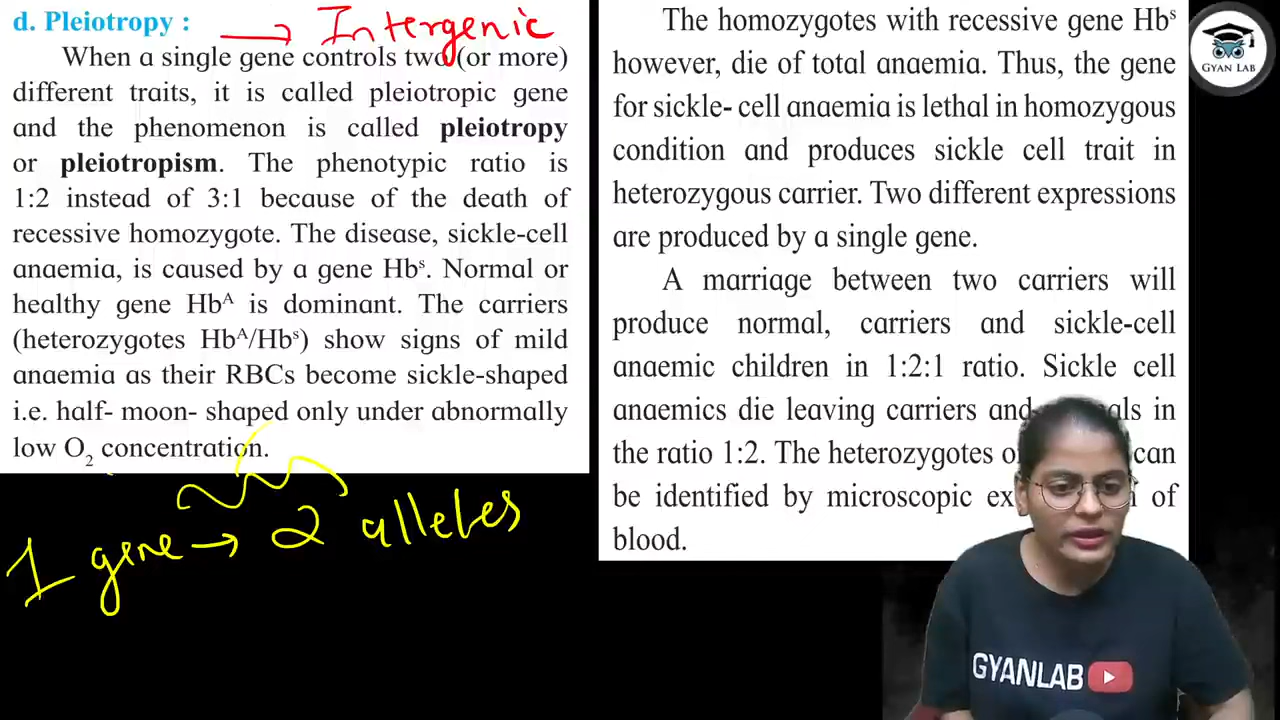 d. Pleiotropy :
→ Intergenic
When a single gene controls two (or more)
different traits, it is called pleiotropic gene
and the phenomenon is called pleiotropy
or pleiotropism. The phenotypic ratio is
1:2 instead of 3:1 because of the death of
recessive homozygote. The disease, sickle-cell
anaemia, is caused by a gene Hbˢ. Normal or
healthy gene Hbᴬ is dominant. The carriers
(heterozygotes Hbᴬ/Hbˢ) show signs of mild
anaemia as their RBCs become sickle-shaped
i.e. half- moon- shaped only under abnormally
low O₂ concentration.
1 gene → 2 alleles
The homozygotes with recessive gene Hbˢ
however, die of total anaemia. Thus, the gene
for sickle- cell anaemia is lethal in homozygous
condition and produces sickle cell trait in
heterozygous carrier. Two different expressions
are produced by a single gene.
A marriage between two carriers will
produce normal, carriers and sickle-cell
anaemic children in 1:2:1 ratio. Sickle cell
anaemics die leaving carriers and in
the ratio 1:2. The heterozygotes can
be identified by microscopic of
blood.
GYAN LAB
GYANLAB